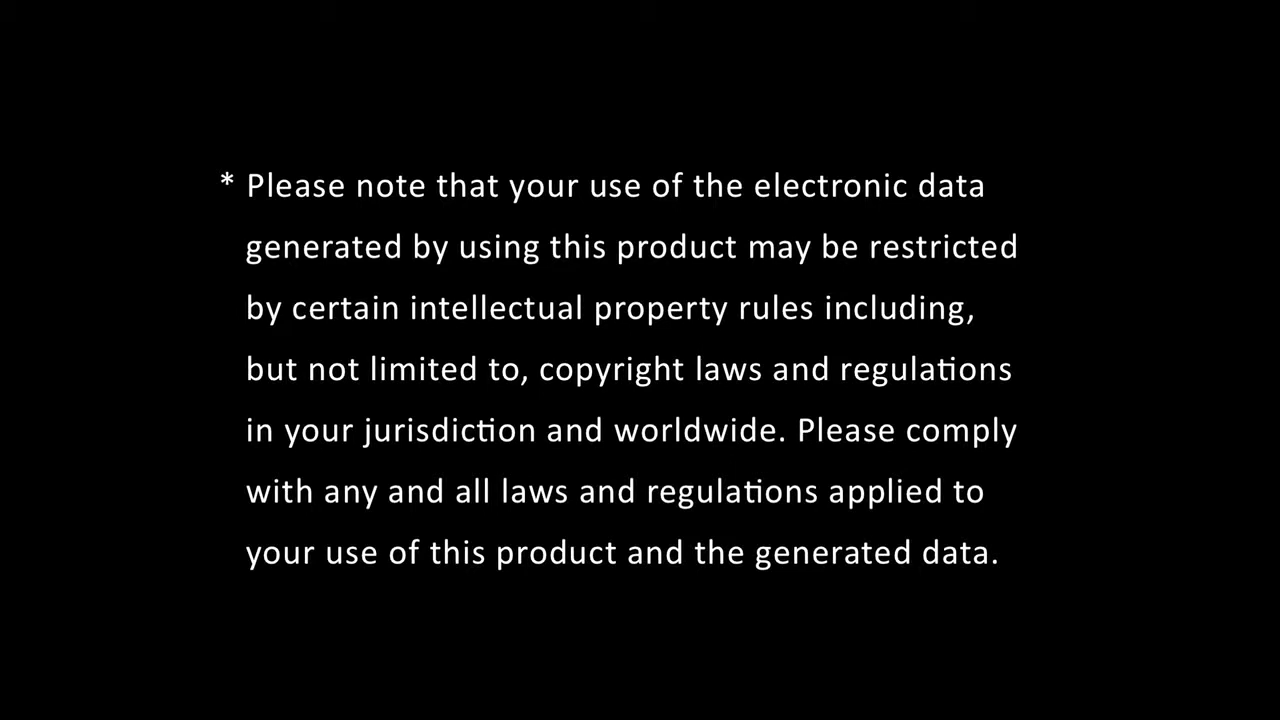 * Please note that your use of the electronic data
generated by using this product may be restricted
by certain intellectual property rules including,
but not limited to, copyright laws and regulations
in your jurisdiction and worldwide. Please comply
with any and all laws and regulations applied to
your use of this product and the generated data.